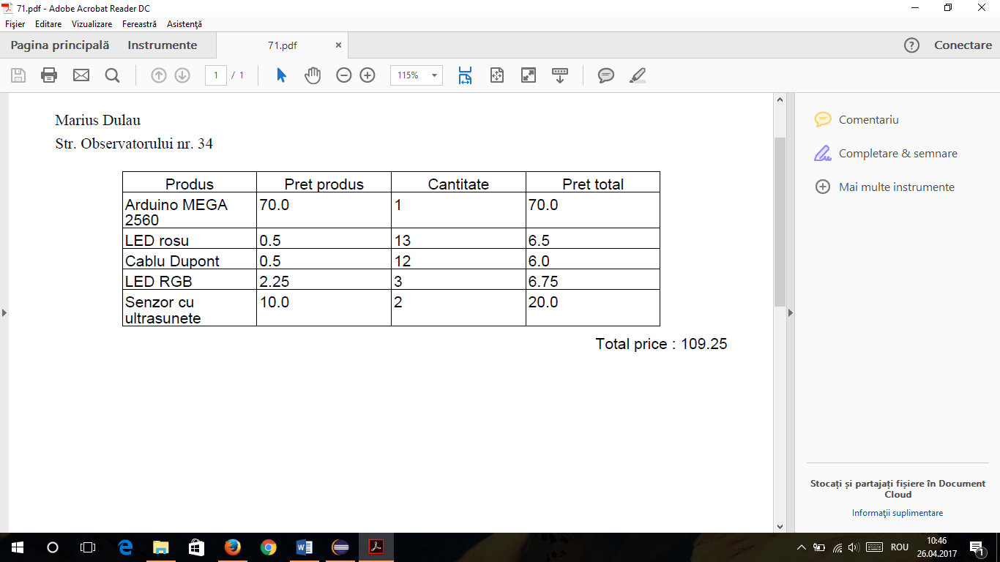 71.pdf - Adobe Acrobat Reader DC
Fişier Editare Vizualizare Fereastră Asistenţă
Pagina principală Instrumente 71.pdf × ? Conectare
1 / 1 115%
Marius Dulau
Str. Observatorului nr. 34
Produs Pret produs Cantitate Pret total
Arduino MEGA 2560 70.0 1 70.0
LED rosu 0.5 13 6.5
Cablu Dupont 0.5 12 6.0
LED RGB 2.25 3 6.75
Senzor cu ultrasunete 10.0 2 20.0
Total price : 109.25
Comentariu
Completare & semnare
Mai multe instrumente
Stocați și partajați fișiere în Document
Cloud
Informaţii suplimentare
ROU 10:46
26.04.2017 1